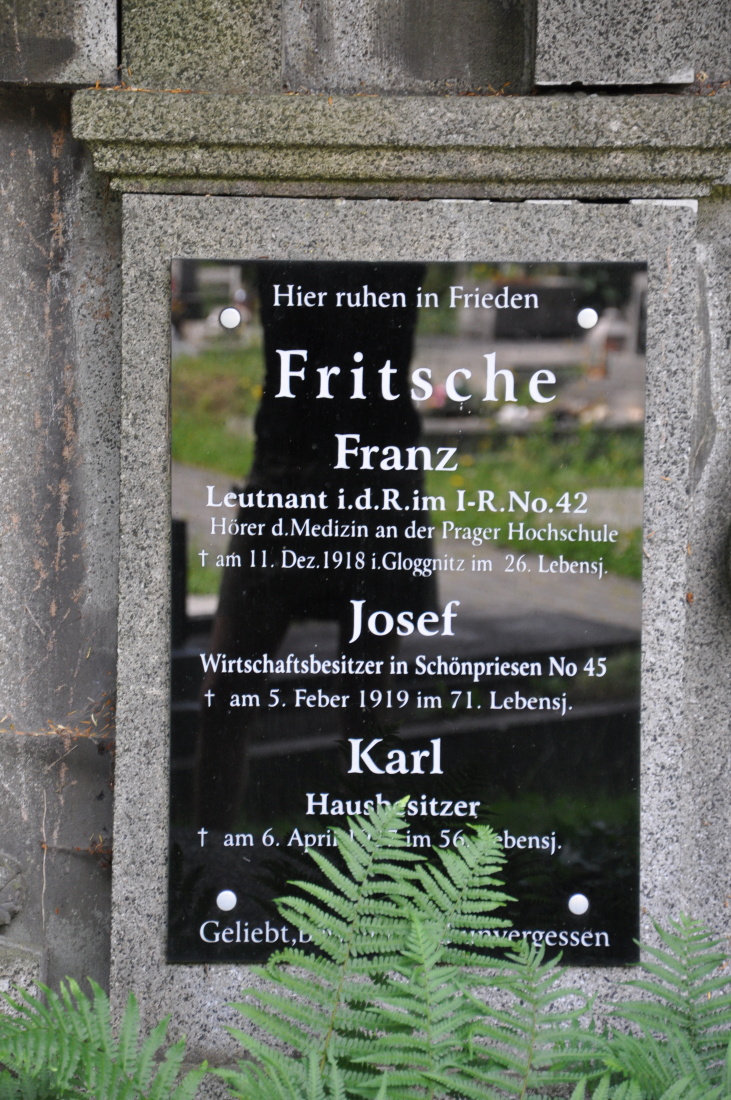 Hier ruhen in Frieden
Fritsche
Franz
Leutnant i.d.R.im I-R.No.42
Hörer d.Medizin an der Prager Hochschule
† am 11. Dez.1918 i.Gloggnitz im 26. Lebensj.
Josef
Wirtschaftsbesitzer in Schönpriesen No 45
† am 5. Feber 1919 im 71. Lebensj.
Karl
Hausbesitzer
† am 6. April im 56. Lebensj.
Geliebt, unvergessen